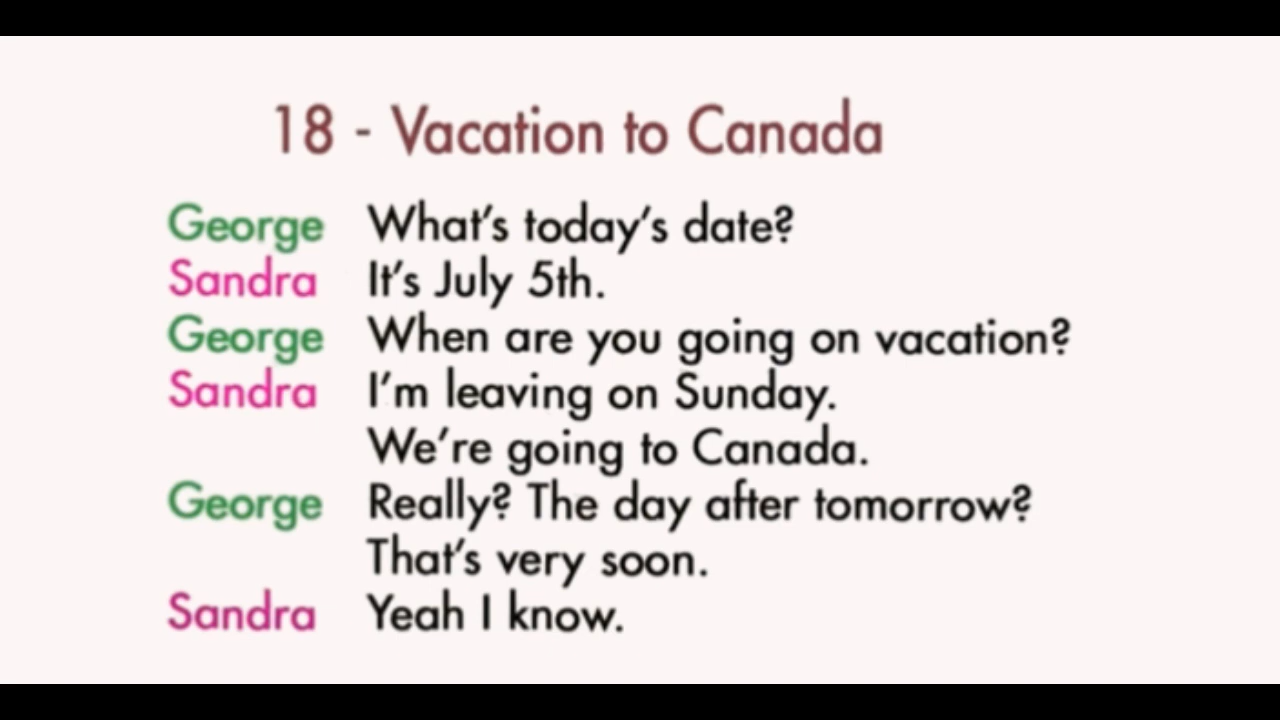 18 - Vacation to Canada
George What's today's date?
Sandra It's July 5th.
George When are you going on vacation?
Sandra I'm leaving on Sunday.
We're going to Canada.
George Really? The day after tomorrow?
That's very soon.
Sandra Yeah I know.